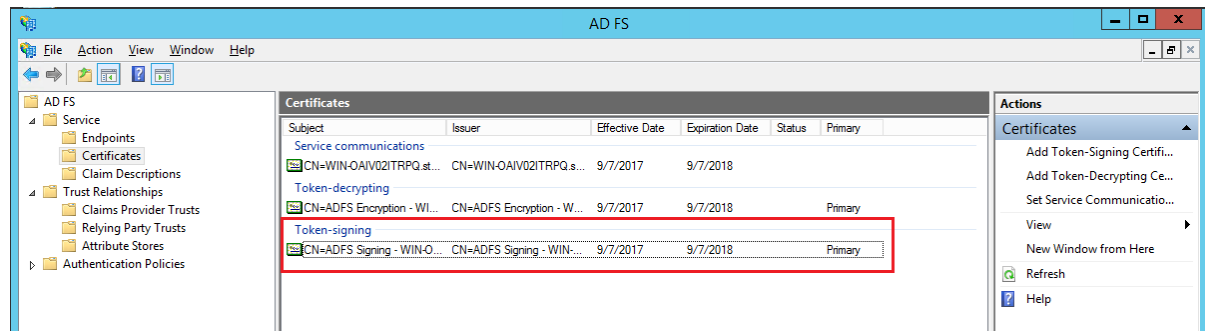 AD FS
File Action View Window Help
AD FS
Service
Endpoints
Certificates
Claim Descriptions
Trust Relationships
Claims Provider Trusts
Relying Party Trusts
Attribute Stores
Authentication Policies
Certificates
Subject Issuer Effective Date Expiration Date Status Primary
Service communications
CN=WIN-OAIV02ITRPQ.st... CN=WIN-OAIV02ITRPQ.s... 9/7/2017 9/7/2018
Token-decrypting
CN=ADFS Encryption - WI... CN=ADFS Encryption - W... 9/7/2017 9/7/2018 Primary
Token-signing
CN=ADFS Signing - WIN-O... CN=ADFS Signing - WIN-... 9/7/2017 9/7/2018 Primary
Actions
Certificates
Add Token-Signing Certifi...
Add Token-Decrypting Ce...
Set Service Communicatio...
View
New Window from Here
Refresh
Help